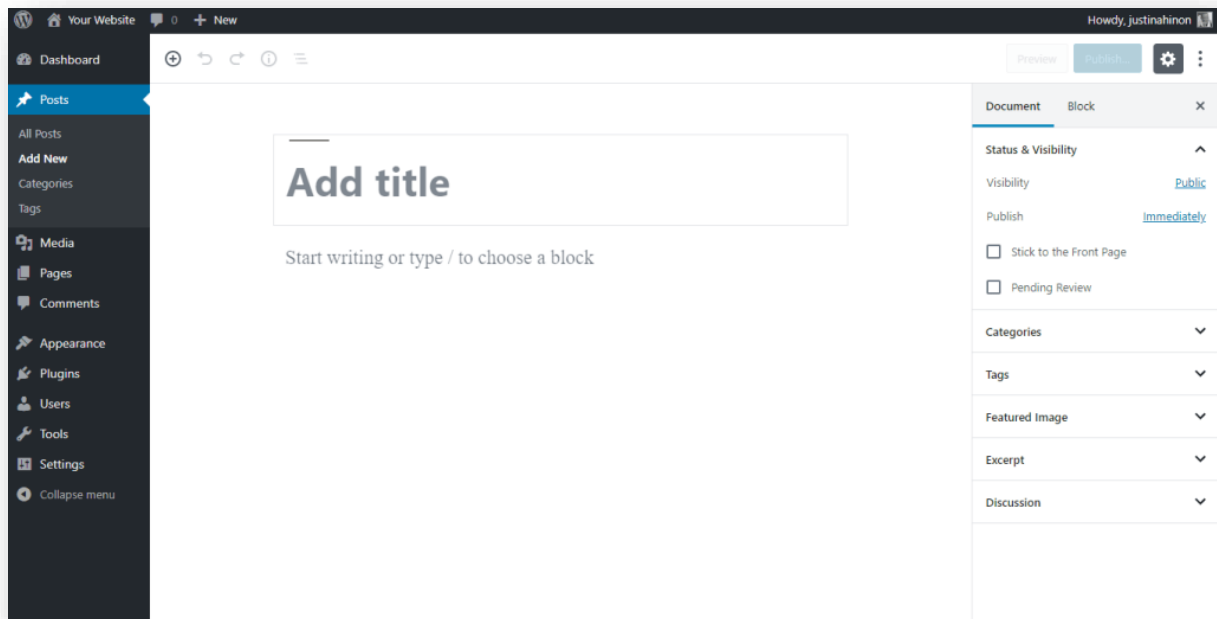 Your Website 0 New Howdy, justinahinon
Dashboard
Preview Publish...
Posts
Document Block
All Posts
Add New
Categories
Tags
Media
Pages
Comments
Appearance
Plugins
Users
Tools
Settings
Collapse menu
Add title
Start writing or type / to choose a block
Status & Visibility
Visibility Public
Publish Immediately
Stick to the Front Page
Pending Review
Categories
Tags
Featured Image
Excerpt
Discussion